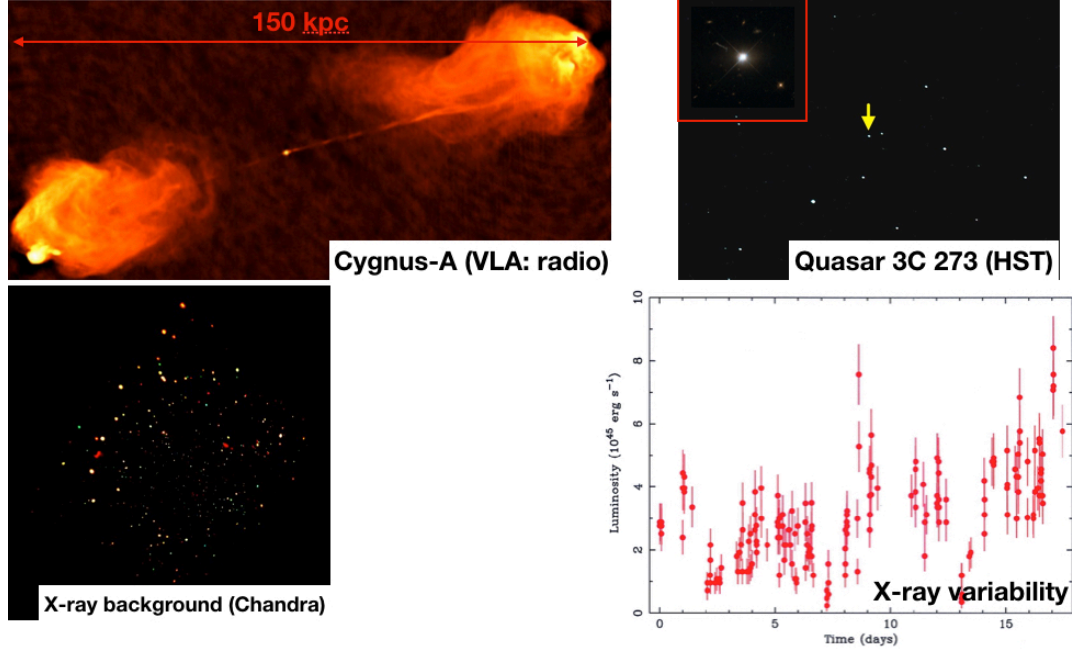 150 kpc
Cygnus-A (VLA: radio)
Quasar 3C 273 (HST)
X-ray background (Chandra)
Luminosity (10⁴⁵ erg s⁻¹)
10
8
6
4
2
0
0
5
10
15
Time (days)
X-ray variability